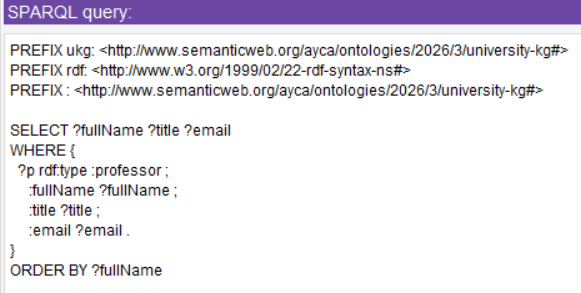 SPARQL query:
PREFIX ukg: <http://www.semanticweb.org/ayca/ontologies/2026/3/university-kg#>
PREFIX rdf: <http://www.w3.org/1999/02/22-rdf-syntax-ns#>
PREFIX : <http://www.semanticweb.org/ayca/ontologies/2026/3/university-kg#>
SELECT ?fullName ?title ?email
WHERE {
?p rdf:type :professor ;
:fullName ?fullName ;
:title ?title ;
:email ?email .
}
ORDER BY ?fullName